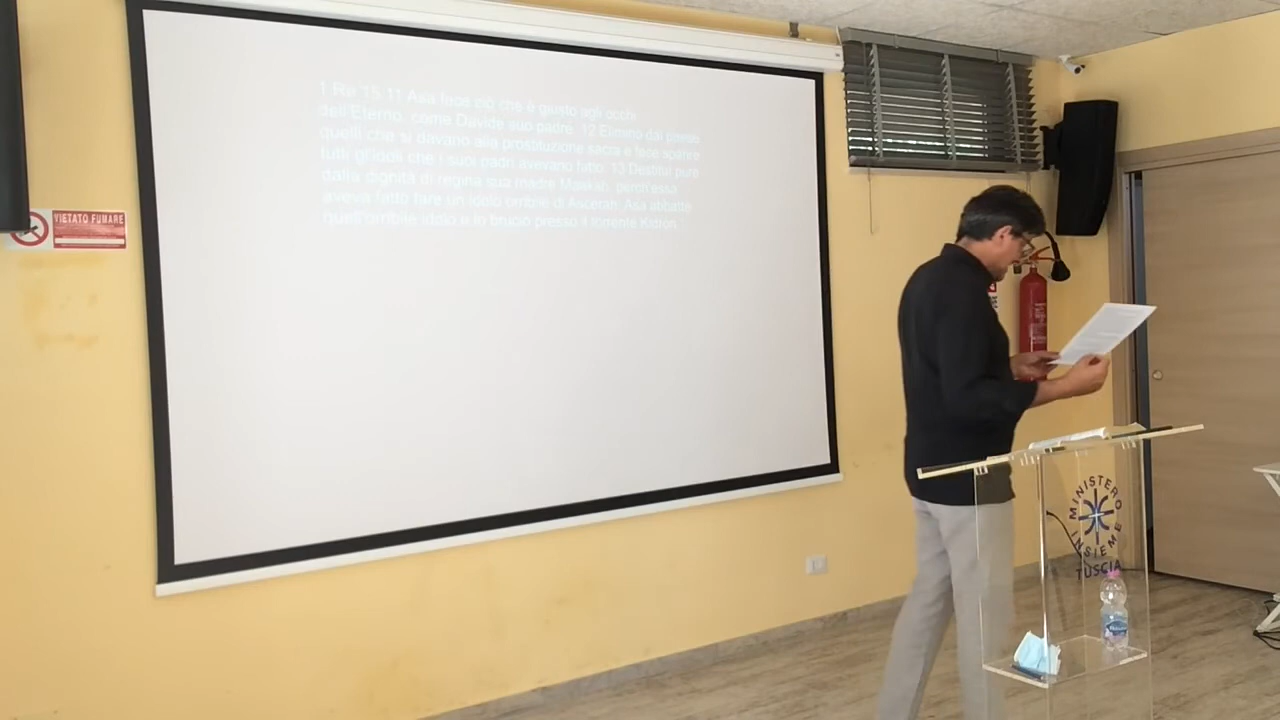 1 Re 15:11 Asa fece ciò che è giusto agli occhi
dell'Eterno, come Davide suo padre. 12 Eliminò dal paese
quelli che si davano alla prostituzione sacra e fece sparire
tutti gl'idoli che i suoi padri avevano fatto. 13 Destituì pure
dalla dignità di regina sua madre Maakah, perch'essa
aveva fatto fare un idolo orribile di Ascerah; Asa abbatté
quell'orribile idolo e lo bruciò presso il torrente Kidron.
VIETATO FUMARE
MINISTERO
INSIEME
TUSCIA